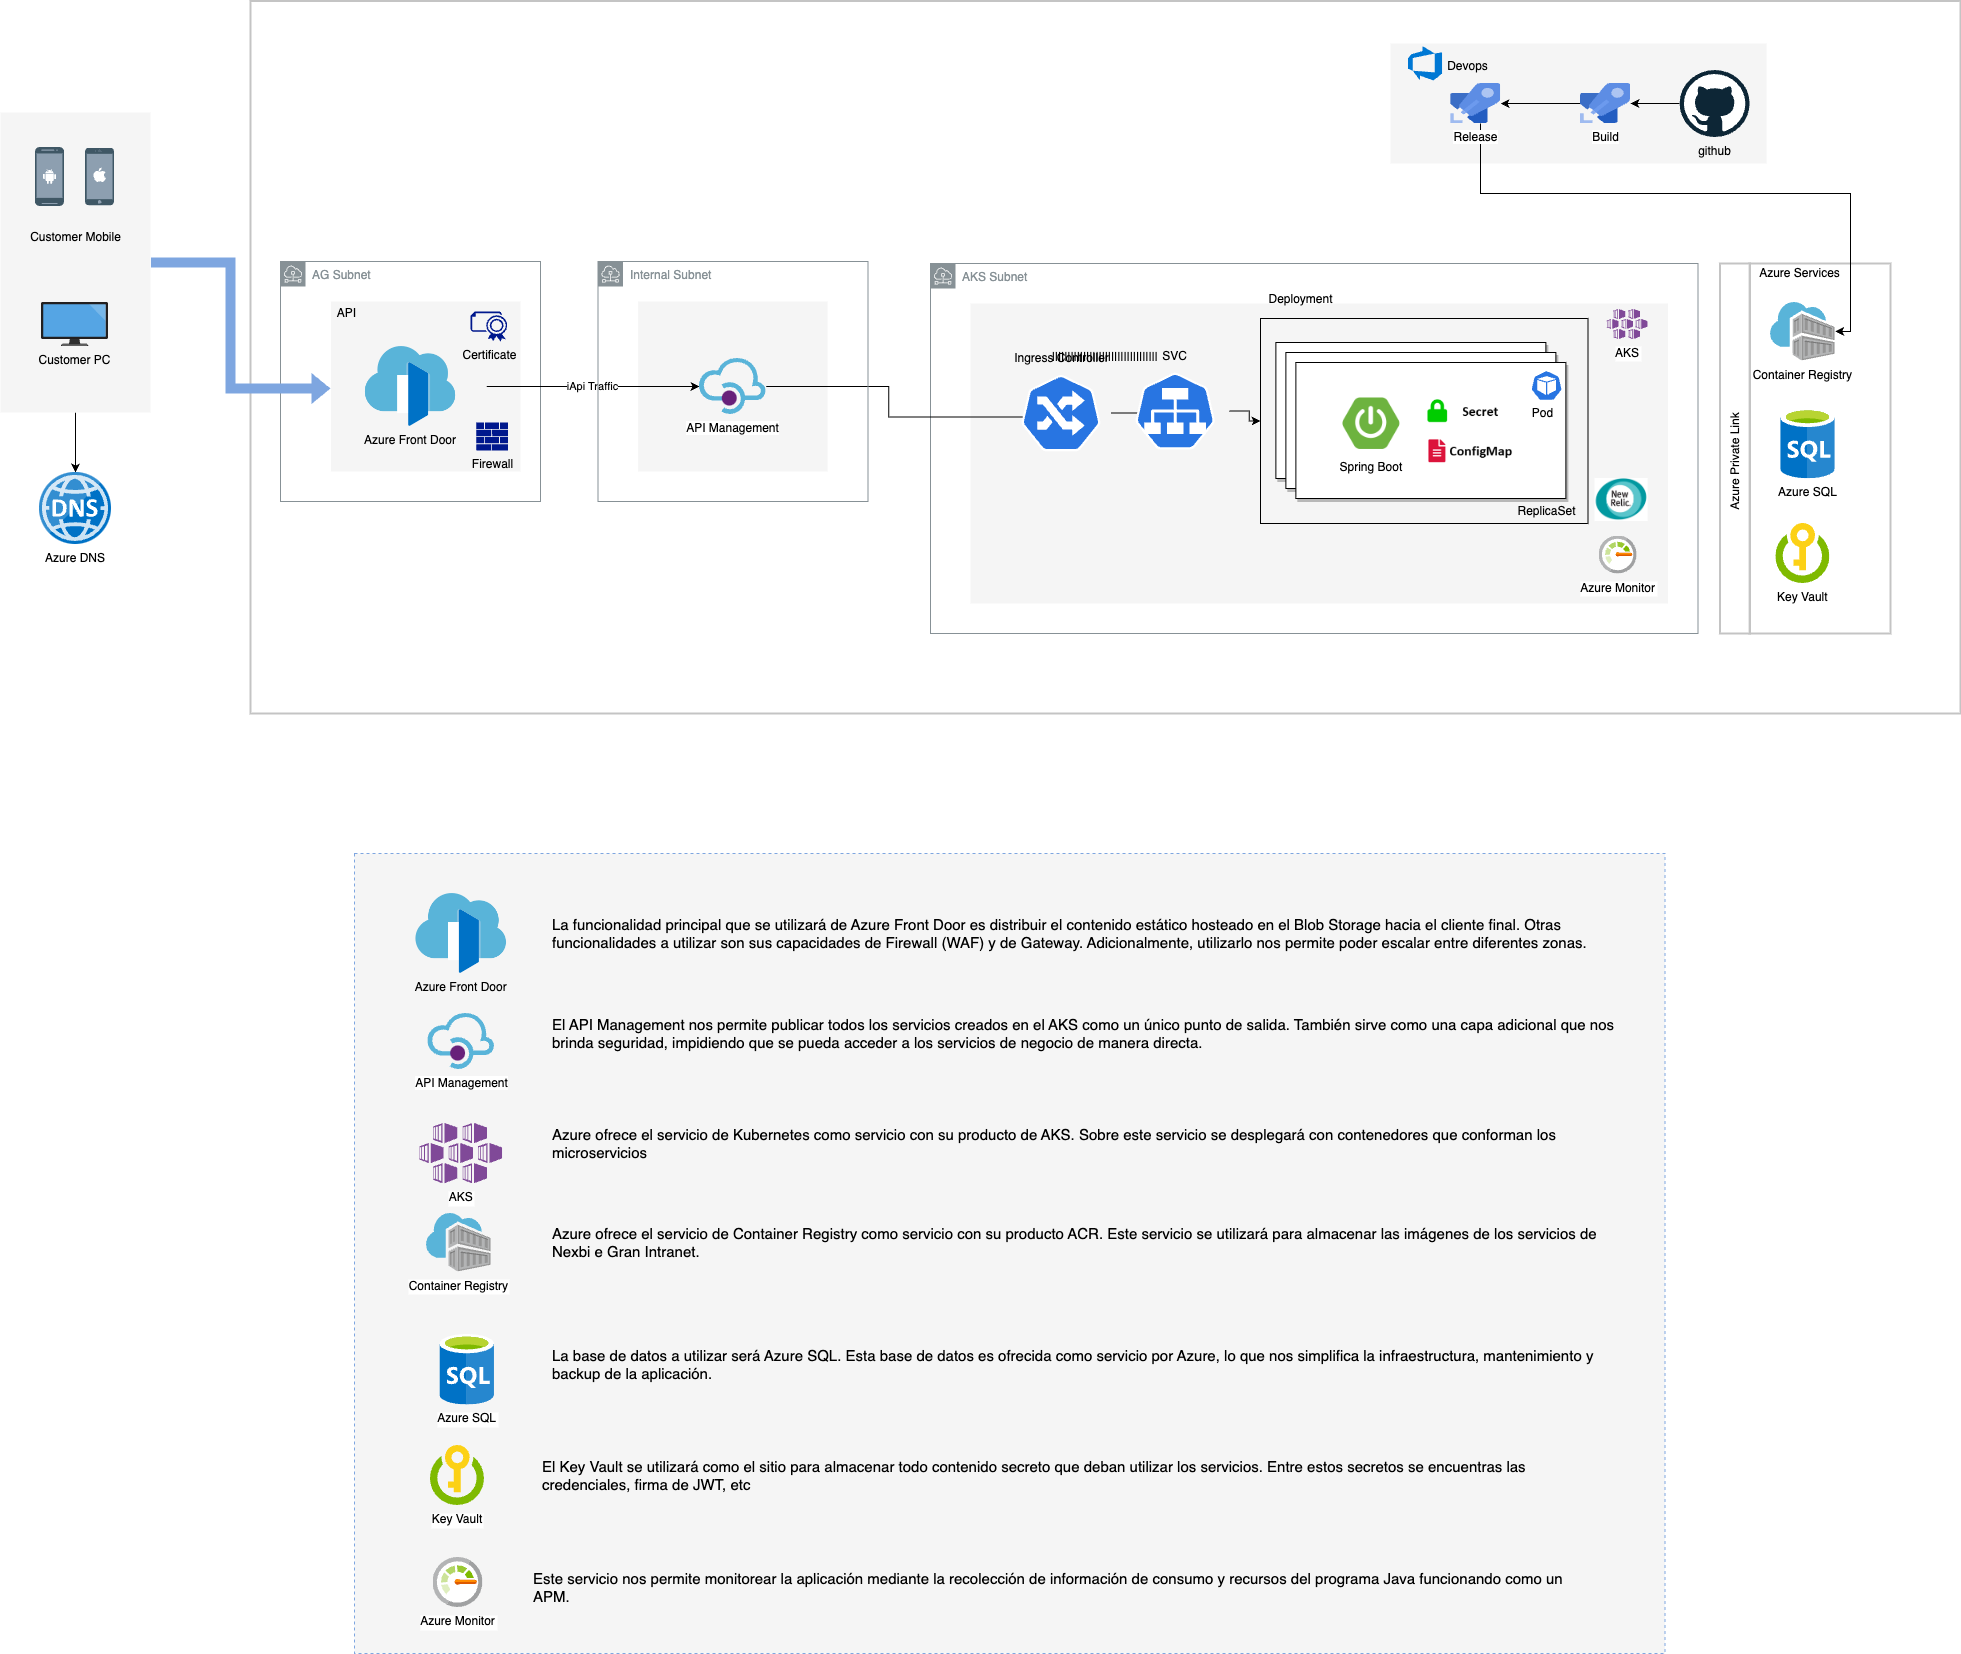 Devops
Release
Build
github
Customer Mobile
Customer PC
DNS
Azure DNS
AG Subnet
API
Certificate
Azure Front Door
Firewall
iApi Traffic
Internal Subnet
API Management
AKS Subnet
Deployment
Ingress Controller
SVC
AKS
Pod
Secret
ConfigMap
Spring Boot
ReplicaSet
New
Relic.
Azure Monitor
Azure Private Link
Azure Services
Container Registry
SQL
Azure SQL
Key Vault
La funcionalidad principal que se utilizará de Azure Front Door es distribuir el contenido estático hosteado en el Blob Storage hacia el cliente final. Otras
funcionalidades a utilizar son sus capacidades de Firewall (WAF) y de Gateway. Adicionalmente, utilizarlo nos permite poder escalar entre diferentes zonas.
Azure Front Door
El API Management nos permite publicar todos los servicios creados en el AKS como un único punto de salida. También sirve como una capa adicional que nos
brinda seguridad, impidiendo que se pueda acceder a los servicios de negocio de manera directa.
API Management
Azure ofrece el servicio de Kubernetes como servicio con su producto de AKS. Sobre este servicio se desplegará con contenedores que conforman los
microservicios
AKS
Azure ofrece el servicio de Container Registry como servicio con su producto ACR. Este servicio se utilizará para almacenar las imágenes de los servicios de
Nexbi e Gran Intranet.
Container Registry
La base de datos a utilizar será Azure SQL. Esta base de datos es ofrecida como servicio por Azure, lo que nos simplifica la infraestructura, mantenimiento y
backup de la aplicación.
SQL
Azure SQL
El Key Vault se utilizará como el sitio para almacenar todo contenido secreto que deban utilizar los servicios. Entre estos secretos se encuentras las
credenciales, firma de JWT, etc
Key Vault
Este servicio nos permite monitorear la aplicación mediante la recolección de información de consumo y recursos del programa Java funcionando como un
APM.
Azure Monitor